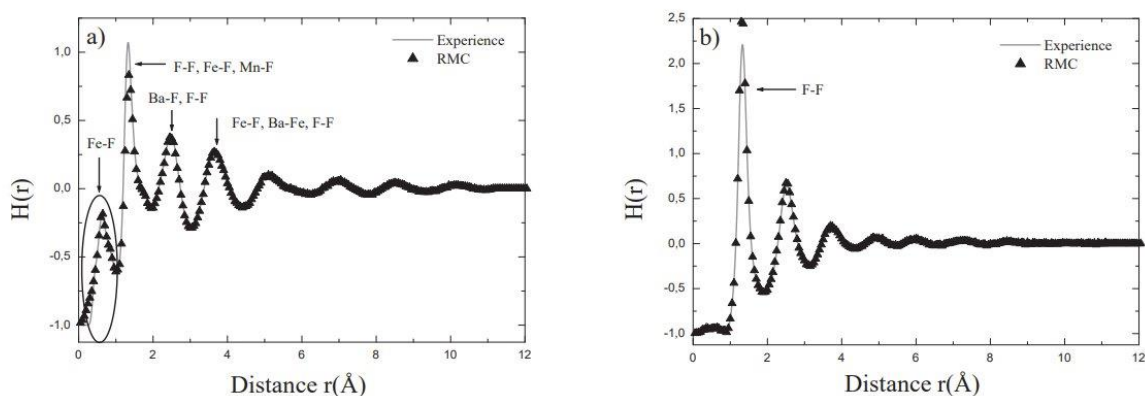 a)
Experience
RMC
F-F, Fe-F, Mn-F
Ba-F, F-F
Fe-F, Ba-Fe, F-F
Fe-F
H(r)
1,0
0,5
0,0
-0,5
-1,0
0 2 4 6 8 10 12
Distance r(Å)
b)
Experience
RMC
F-F
H(r)
2,5
2,0
1,5
1,0
0,5
0,0
-0,5
-1,0
0 2 4 6 8 10 12
Distance r(Å)